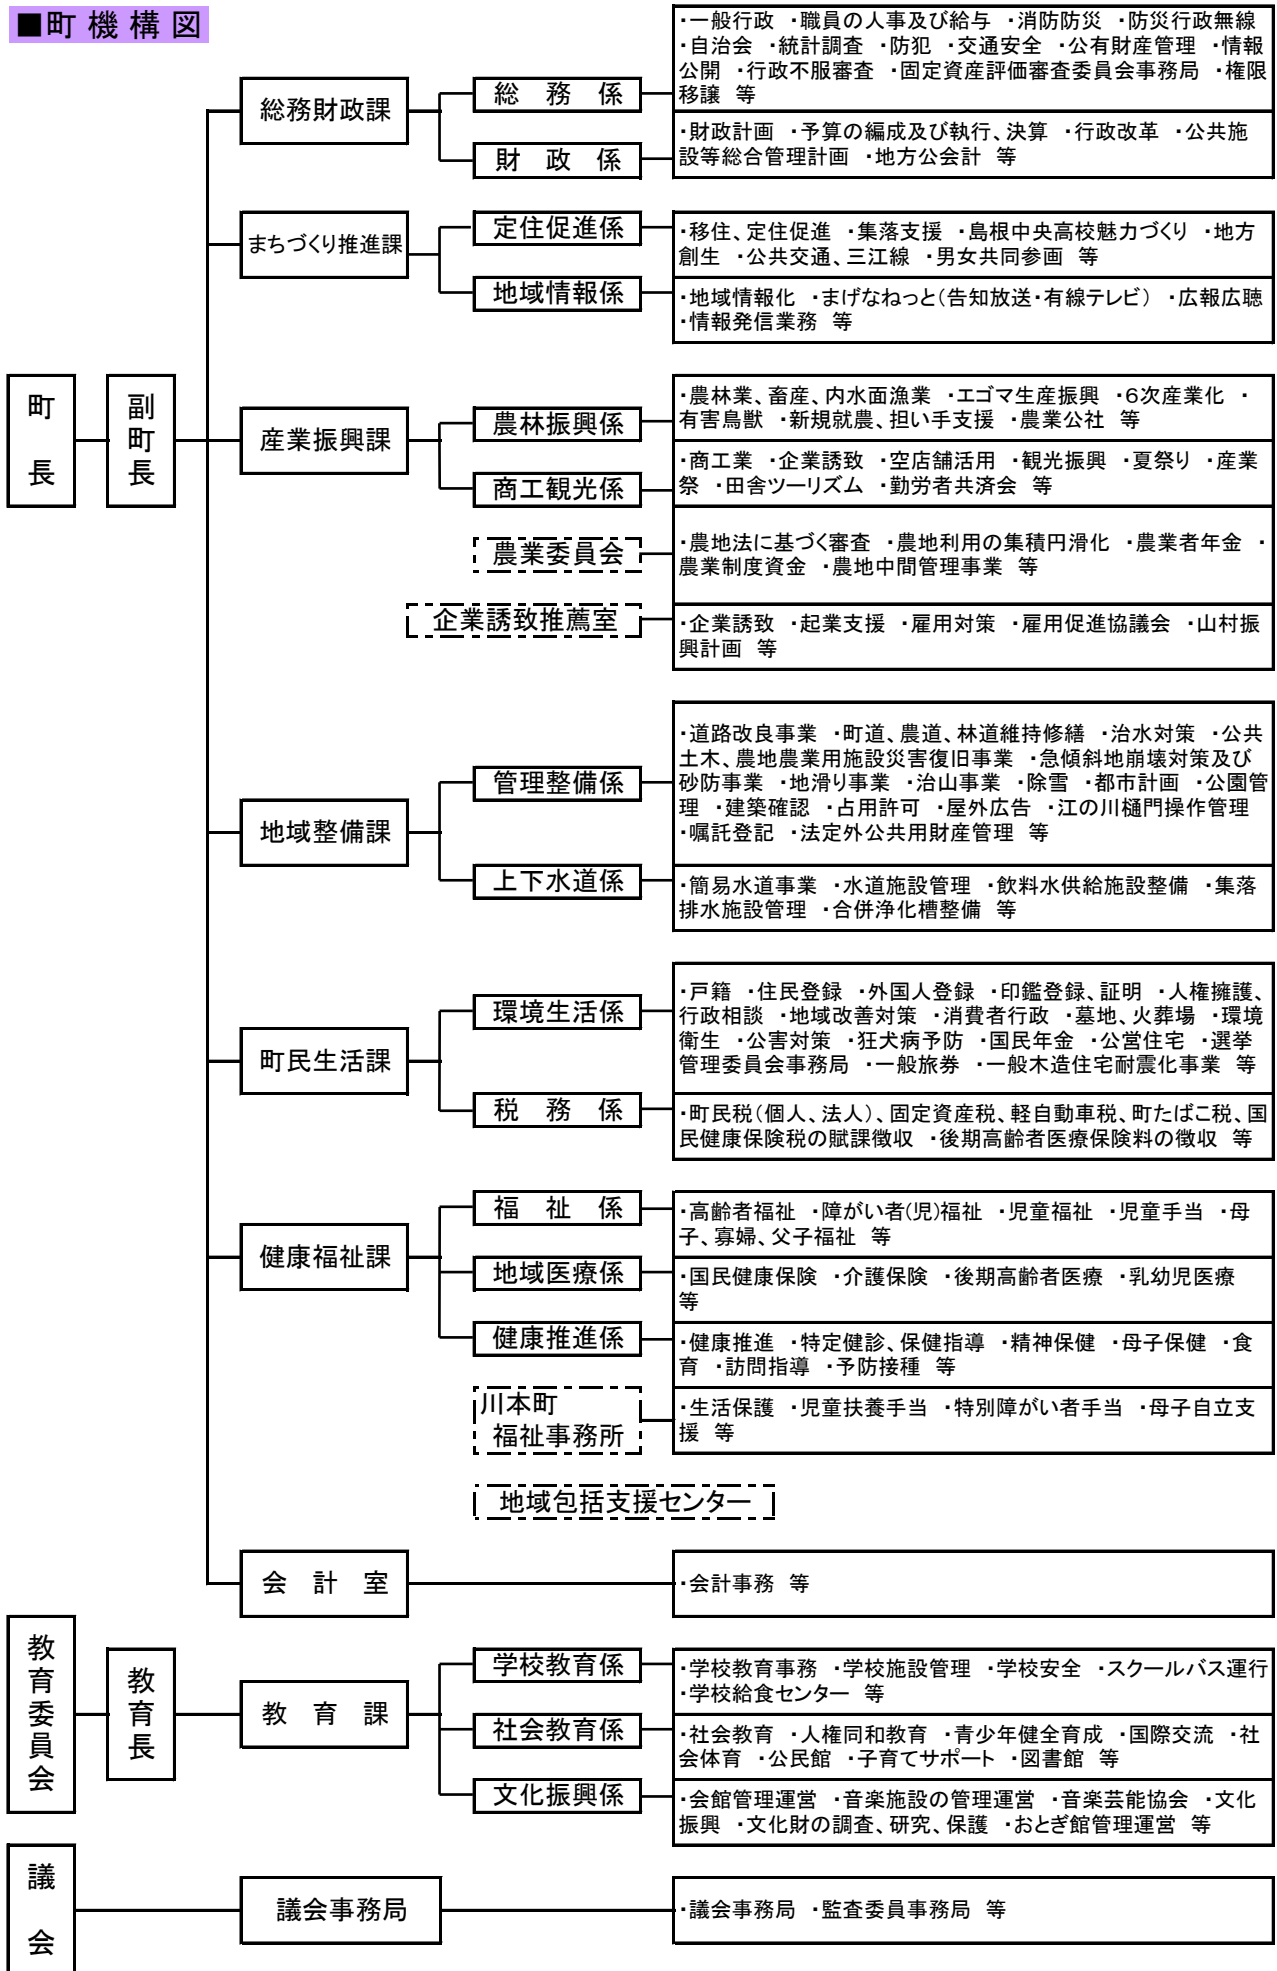 ■町機構図
・一般行政 ・職員の人事及び給与 ・消防防災 ・防災行政無線
・自治会 ・統計調査 ・防犯 ・交通安全 ・公有財産管理 ・情報
公開 ・行政不服審査 ・固定資産評価審査委員会事務局 ・権限
移譲 等
総務財政課
総務係
・財政計画 ・予算の編成及び執行、決算 ・行政改革 ・公共施
設等総合管理計画 ・地方公会計 等
財政係
まちづくり推進課
定住促進係
・移住、定住促進 ・集落支援 ・島根中央高校魅力づくり ・地方
創生 ・公共交通、三江線 ・男女共同参画 等
地域情報係
・地域情報化 ・まげなねっと(告知放送・有線テレビ) ・広報広聴
・情報発信業務 等
町長
副町長
産業振興課
農林振興係
・農林業、畜産、内水面漁業 ・エゴマ生産振興 ・6次産業化 ・
有害鳥獣 ・新規就農、担い手支援 ・農業公社 等
商工観光係
・商工業 ・企業誘致 ・空店舗活用 ・観光振興 ・夏祭り ・産業
祭 ・田舎ツーリズム ・勤労者共済会 等
農業委員会
・農地法に基づく審査 ・農地利用の集積円滑化 ・農業者年金 ・
農業制度資金 ・農地中間管理事業 等
企業誘致推薦室
・企業誘致 ・起業支援 ・雇用対策 ・雇用促進協議会 ・山村振
興計画 等
地域整備課
管理整備係
・道路改良事業 ・町道、農道、林道維持修繕 ・治水対策 ・公共
土木、農地農業用施設災害復旧事業 ・急傾斜地崩壊対策及び
砂防事業 ・地滑り事業 ・治山事業 ・除雪 ・都市計画 ・公園管
理 ・建築確認 ・占用許可 ・屋外広告 ・江の川樋門操作管理
・嘱託登記 ・法定外公共用財産管理 等
上下水道係
・簡易水道事業 ・水道施設管理 ・飲料水供給施設整備 ・集落
排水施設管理 ・合併浄化槽整備 等
町民生活課
環境生活係
・戸籍 ・住民登録 ・外国人登録 ・印鑑登録、証明 ・人権擁護、
行政相談 ・地域改善対策 ・消費者行政 ・墓地、火葬場 ・環境
衛生 ・公害対策 ・狂犬病予防 ・国民年金 ・公営住宅 ・選挙
管理委員会事務局 ・一般旅券 ・一般木造住宅耐震化事業 等
税務係
・町民税(個人、法人)、固定資産税、軽自動車税、町たばこ税、国
民健康保険税の賦課徴収 ・後期高齢者医療保険料の徴収 等
健康福祉課
福祉係
・高齢者福祉 ・障がい者(児)福祉 ・児童福祉 ・児童手当 ・母
子、寡婦、父子福祉 等
地域医療係
・国民健康保険 ・介護保険 ・後期高齢者医療 ・乳幼児医療
等
健康推進係
・健康推進 ・特定健診、保健指導 ・精神保健 ・母子保健 ・食
育 ・訪問指導 ・予防接種 等
川本町
福祉事務所
・生活保護 ・児童扶養手当 ・特別障がい者手当 ・母子自立支
援 等
地域包括支援センター
会計室
・会計事務 等
教育委員会
教育長
教育課
学校教育係
・学校教育事務 ・学校施設管理 ・学校安全 ・スクールバス運行
・学校給食センター 等
社会教育係
・社会教育 ・人権同和教育 ・青少年健全育成 ・国際交流 ・社
会体育 ・公民館 ・子育てサポート ・図書館 等
文化振興係
・会館管理運営 ・音楽施設の管理運営 ・音楽芸能協会 ・文化
振興 ・文化財の調査、研究、保護 ・おとぎ館管理運営 等
議会
議会事務局
・議会事務局 ・監査委員事務局 等